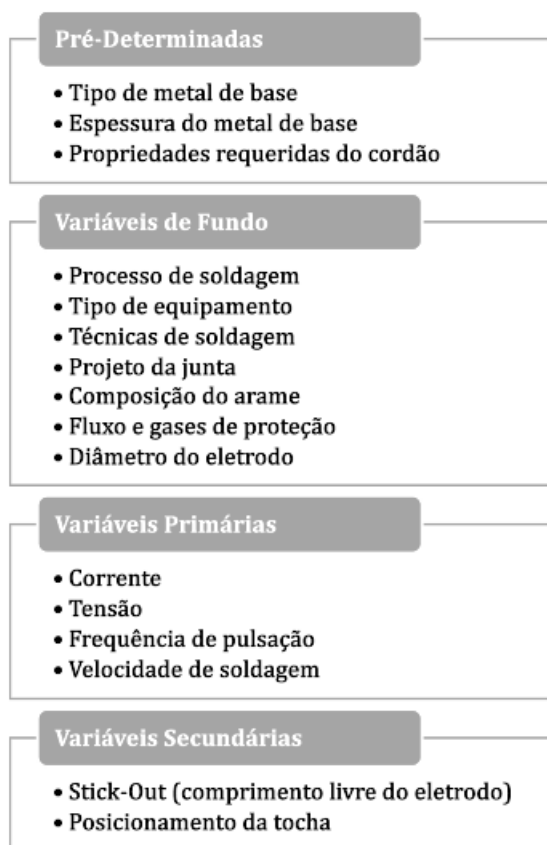 Pré-Determinadas
• Tipo de metal de base
• Espessura do metal de base
• Propriedades requeridas do cordão
Variáveis de Fundo
• Processo de soldagem
• Tipo de equipamento
• Técnicas de soldagem
• Projeto da junta
• Composição do arame
• Fluxo e gases de proteção
• Diâmetro do eletrodo
Variáveis Primárias
• Corrente
• Tensão
• Frequência de pulsação
• Velocidade de soldagem
Variáveis Secundárias
• Stick-Out (comprimento livre do eletrodo)
• Posicionamento da tocha